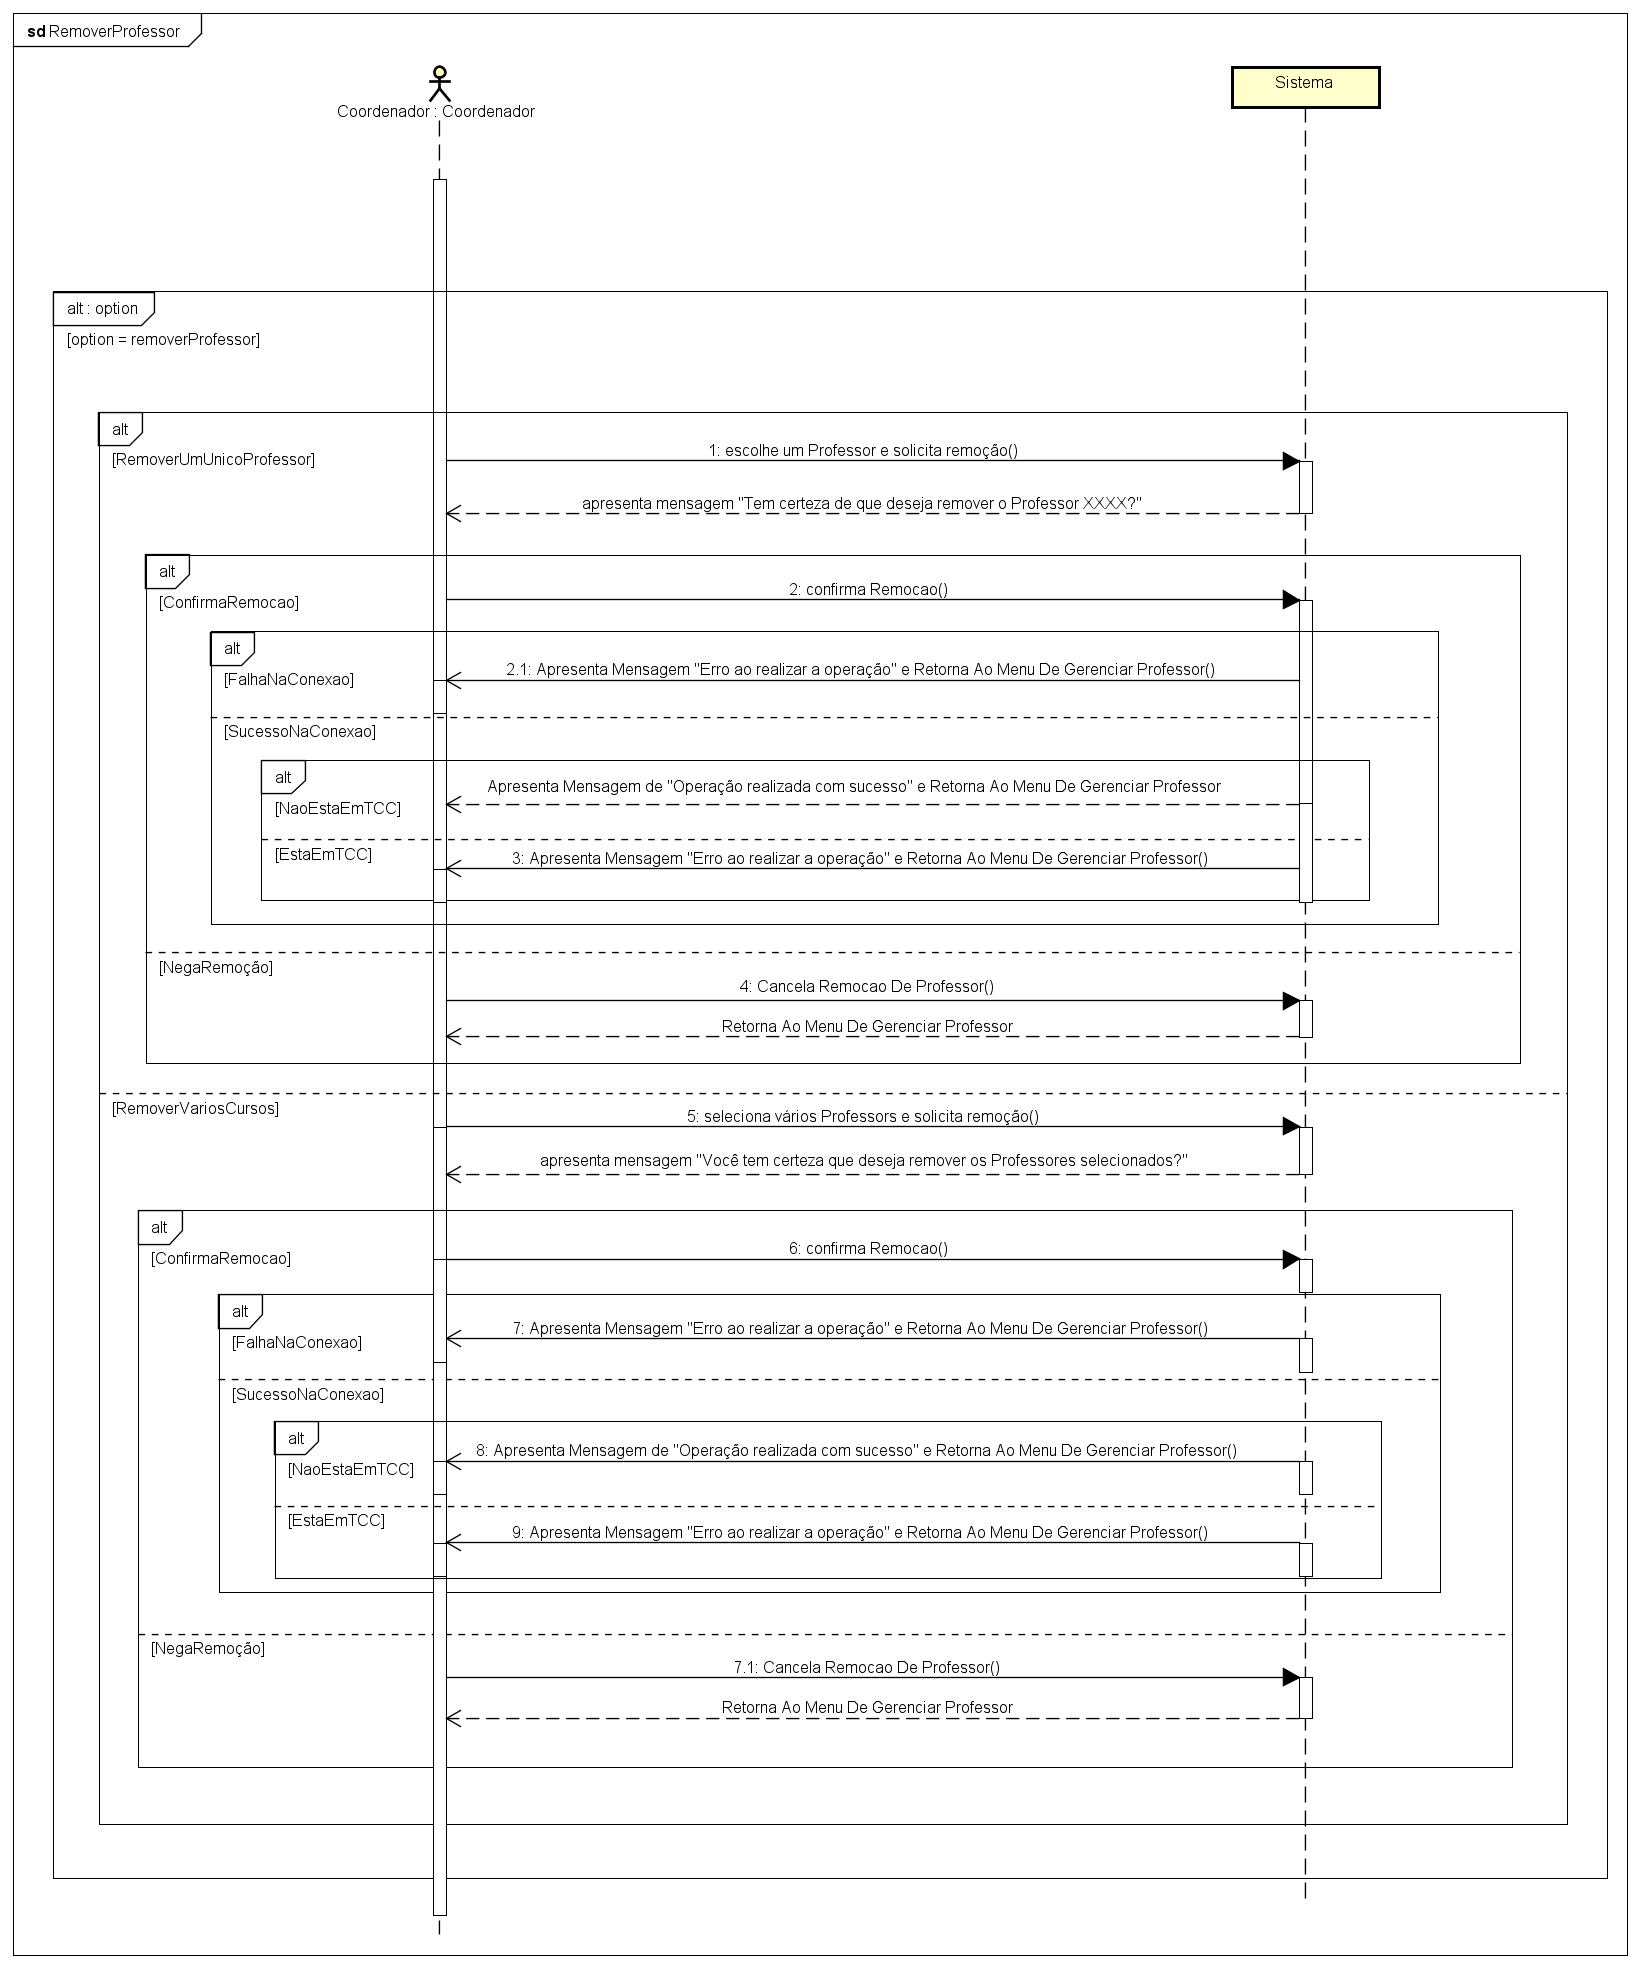 sd RemoverProfessor
Coordenador : Coordenador
Sistema
alt : option
[option = removerProfessor]
alt
[RemoverUmUnicoProfessor]
1: escolhe um Professor e solicita remoção()
apresenta mensagem "Tem certeza de que deseja remover o Professor XXXX?"
alt
[ConfirmaRemocao]
2: confirma Remocao()
alt
[FalhaNaConexao]
2.1: Apresenta Mensagem "Erro ao realizar a operação" e Retorna Ao Menu De Gerenciar Professor()
[SucessoNaConexao]
alt
[NaoEstaEmTCC]
Apresenta Mensagem de "Operação realizada com sucesso" e Retorna Ao Menu De Gerenciar Professor
[EstaEmTCC]
3: Apresenta Mensagem "Erro ao realizar a operação" e Retorna Ao Menu De Gerenciar Professor()
[NegaRemoção]
4: Cancela Remocao De Professor()
Retorna Ao Menu De Gerenciar Professor
[RemoverVariosCursos]
5: seleciona vários Professors e solicita remoção()
apresenta mensagem "Você tem certeza que deseja remover os Professores selecionados?"
alt
[ConfirmaRemocao]
6: confirma Remocao()
alt
[FalhaNaConexao]
7: Apresenta Mensagem "Erro ao realizar a operação" e Retorna Ao Menu De Gerenciar Professor()
[SucessoNaConexao]
alt
[NaoEstaEmTCC]
8: Apresenta Mensagem de "Operação realizada com sucesso" e Retorna Ao Menu De Gerenciar Professor()
[EstaEmTCC]
9: Apresenta Mensagem "Erro ao realizar a operação" e Retorna Ao Menu De Gerenciar Professor()
[NegaRemoção]
7.1: Cancela Remocao De Professor()
Retorna Ao Menu De Gerenciar Professor